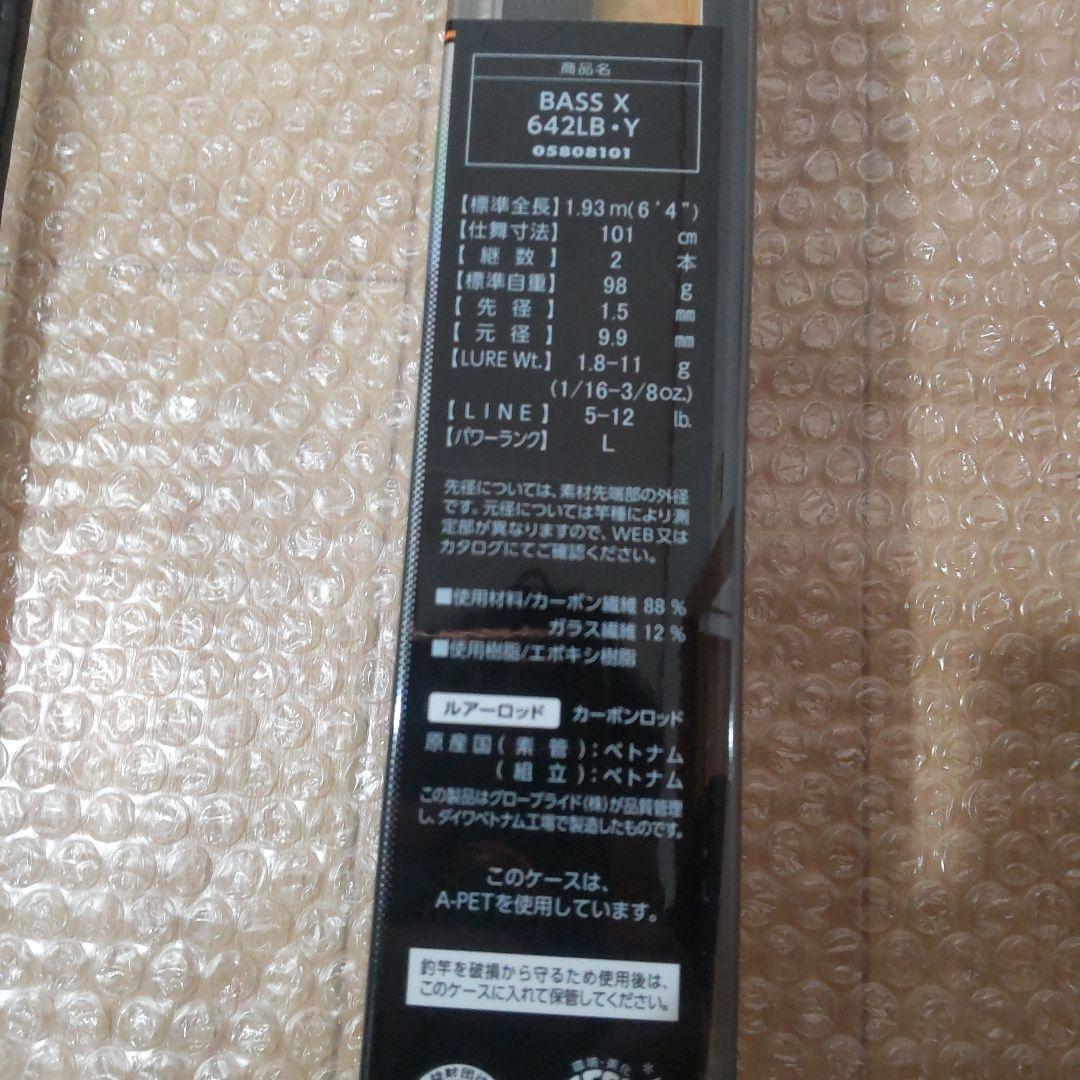 商品名
BASS X
642LB・Y
05808101
【標準全長】1.93m(6'4")
【仕舞寸法】 101 cm
【継数】 2 本
【標準自重】 98 g
【先径】 1.5 mm
【元径】 9.9 mm
【LURE Wt.】 1.8-11 g
(1/16-3/8oz.)
【LINE】 5-12 lb.
【パワーランク】 L
先径については、素材先端部の外径
です。元径については竿種により測
定部が異なりますので、WEB又は
カタログにてご確認ください。
■使用材料/カーボン繊維 88 %
ガラス繊維 12 %
■使用樹脂/エポキシ樹脂
ルアーロッド カーボンロッド
原産国(素管):ベトナム
(組立):ベトナム
この製品はグローブライド(株)が品質管理
し、ダイワベトナム工場で製造したものです。
このケースは、
A-PETを使用しています。
釣竿を破損から守るため使用後は、
このケースに入れて保管してください。